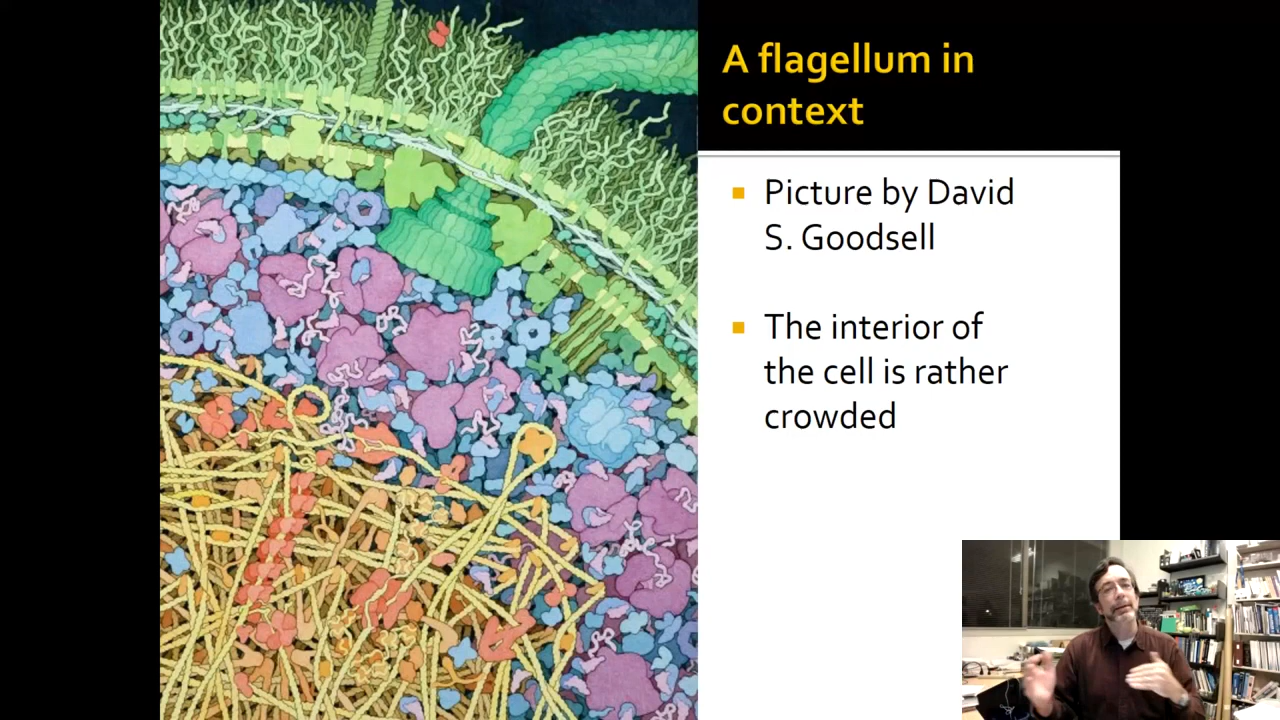 A flagellum in
context
Picture by David
S. Goodsell
The interior of
the cell is rather
crowded